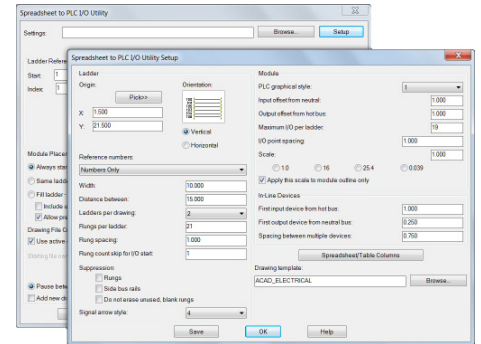 Spreadsheet to PLC I/O Utility
Settings:
Browse...
Setup
Ladder Refere
Start: 1
Index: 1
Module Placer
Always star
Same ladd
Fill ladder -
Include a
Allow pre
Drawing File C
Use active
Pause betw
Add new dr
Spreadsheet to PLC I/O Utility Setup
Ladder
Origin:
Pick>>
X: 1.500
Y: 21.500
Orientation:
Vertical
Horizontal
Reference numbers:
Numbers Only
Width: 10.000
Distance between: 15.000
Ladders per drawing: 2
Rungs per ladder: 21
Rung spacing: 1.000
Rung count skip for I/O start: 1
Suppression:
Rungs
Side bus rails
Do not erase unused, blank rungs
Signal arrow style: 4
Module
PLC graphical style: 1
Input offset from neutral: 1.000
Output offset from hot bus: 1.000
Maximum I/O per ladder: 19
I/O point spacing: 1.000
Scale: 1.000
1.0 16 25.4 0.039
Apply this scale to module outline only
In-Line Devices
First input device from hot bus: 1.000
First output device from neutral bus: 0.250
Spacing between multiple devices: 0.750
Spreadsheet/Table Columns
Drawing template:
ACAD_ELECTRICAL
Browse...
Save
OK
Help